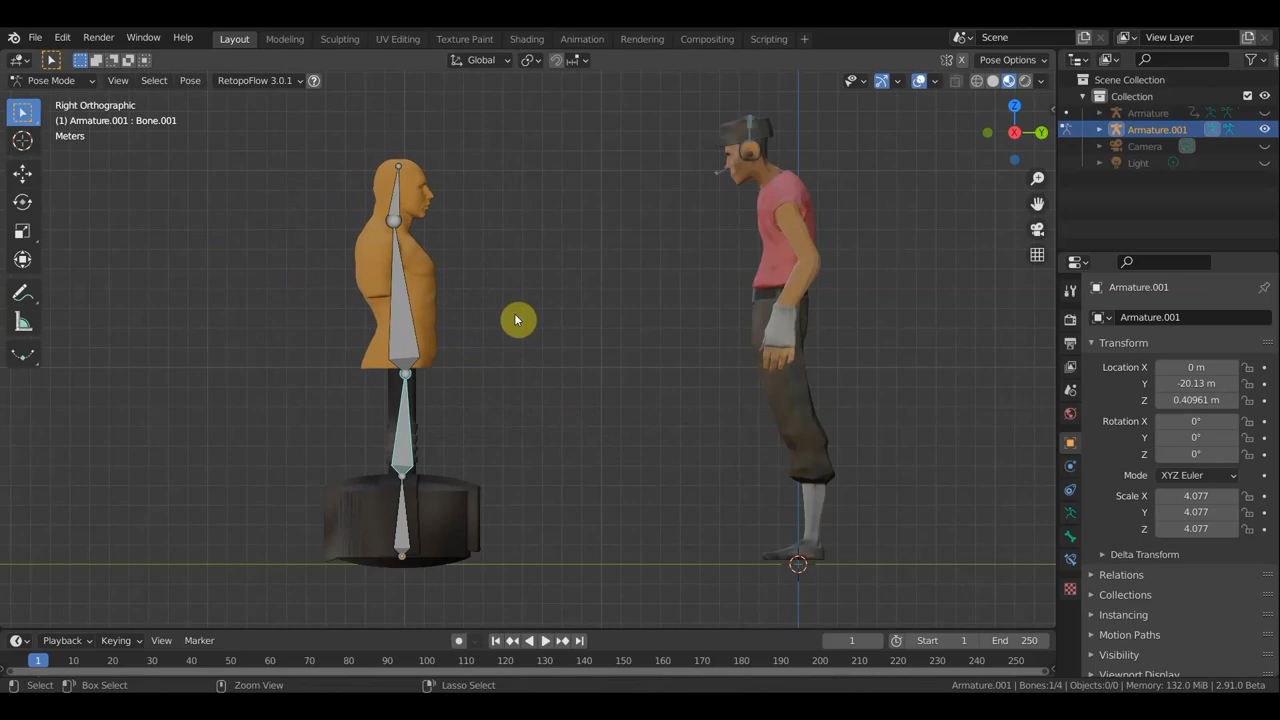 File Edit Render Window Help Layout Modeling Sculpting UV Editing Texture Paint Shading Animation Rendering Compositing Scripting + Scene View Layer
Global Pose Options
Pose Mode View Select Pose RetopoFlow 3.0.1
Right Orthographic
(1) Armature.001 : Bone.001
Meters
Z
X
Y
Scene Collection
Collection
Armature
Armature.001
Camera
Light
Armature.001
Armature.001
Transform
Location X 0 m
Y -20.13 m
Z 0.40961 m
Rotation X 0°
Y 0°
Z 0°
Mode XYZ Euler
Scale X 4.077
Y 4.077
Z 4.077
Delta Transform
Relations
Collections
Instancing
Motion Paths
Visibility
Viewport Display
Playback Keying View Marker 1 Start 1 End 250
1 10 20 30 40 50 60 70 80 90 100 110 120 130 140 150 160 170 180 190 200 210 220 230 240 250
Select Box Select Zoom View Lasso Select Armature.001 | Bones:1/4 | Objects:0/0 | Memory: 132.0 MiB | 2.91.0 Beta